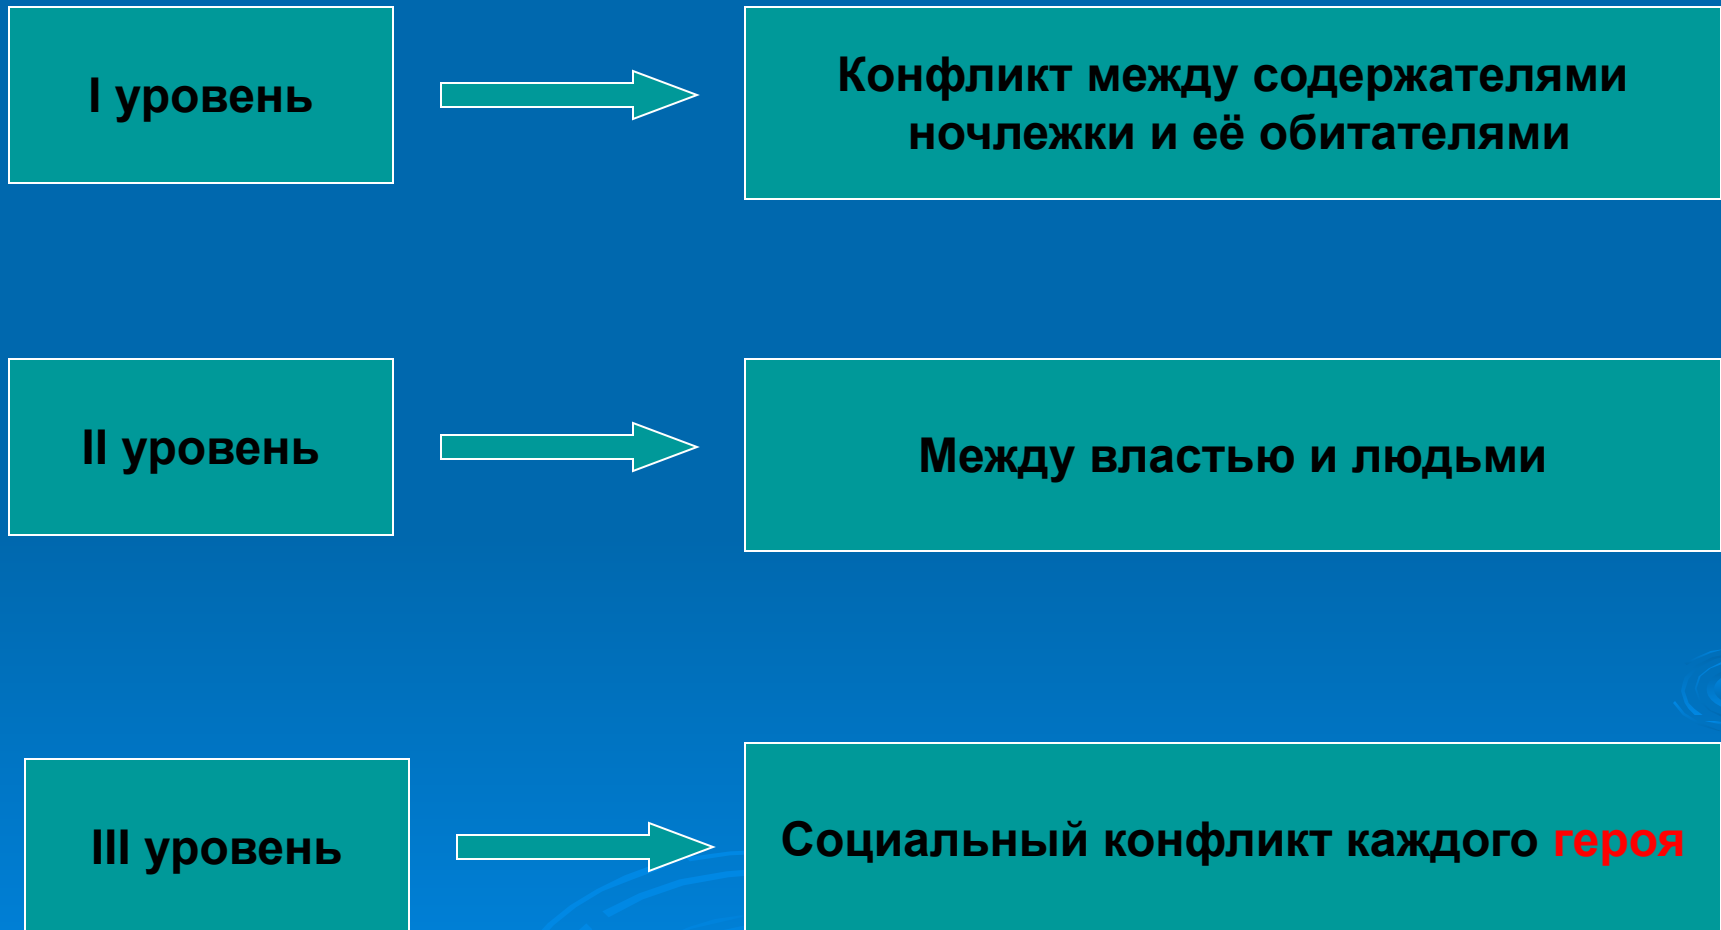 I уровень
Конфликт между содержателями
ночлежки и её обитателями
II уровень
Между властью и людьми
III уровень
Социальный конфликт каждого героя